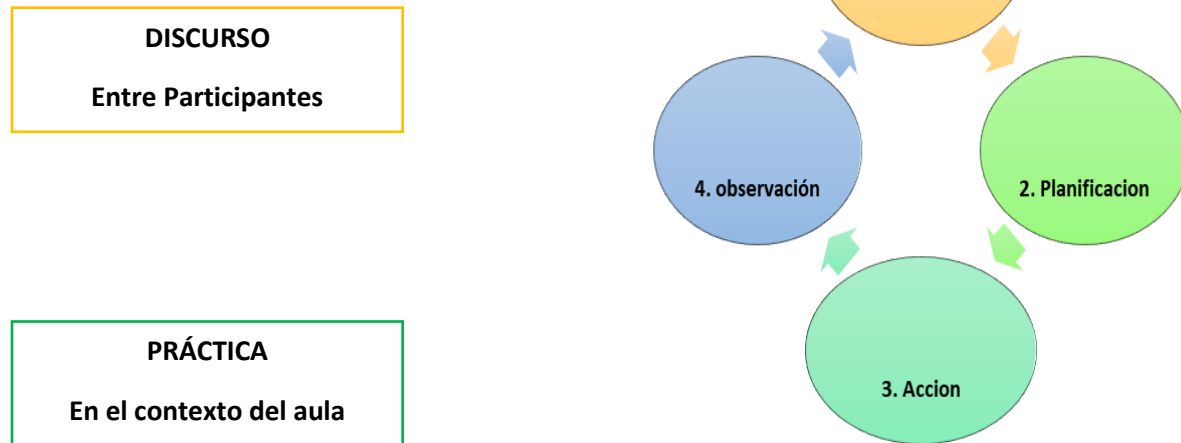 DISCURSO
Entre Participantes
4. observación
2. Planificacion
PRÁCTICA
En el contexto del aula
3. Accion